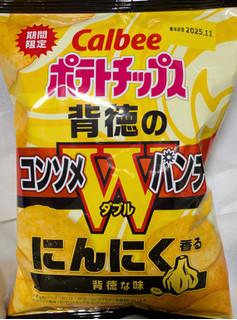 期間
限定
賞味期限 2025.11
Calbee
ポテトチップス
背徳の
コンソメWパンチ
ダブル
にんにく香る
背徳な味